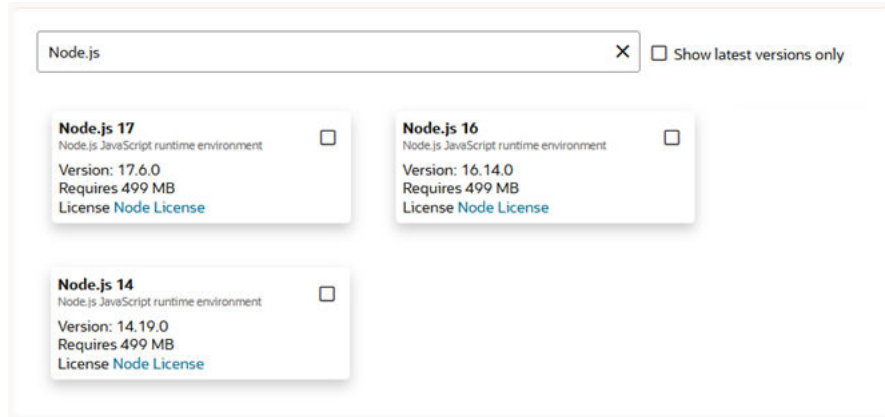 Node.js
Show latest versions only
Node.js 17
Node.js JavaScript runtime environment
Version: 17.6.0
Requires 499 MB
License Node License
Node.js 16
Node.js JavaScript runtime environment
Version: 16.14.0
Requires 499 MB
License Node License
Node.js 14
Node.js JavaScript runtime environment
Version: 14.19.0
Requires 499 MB
License Node License